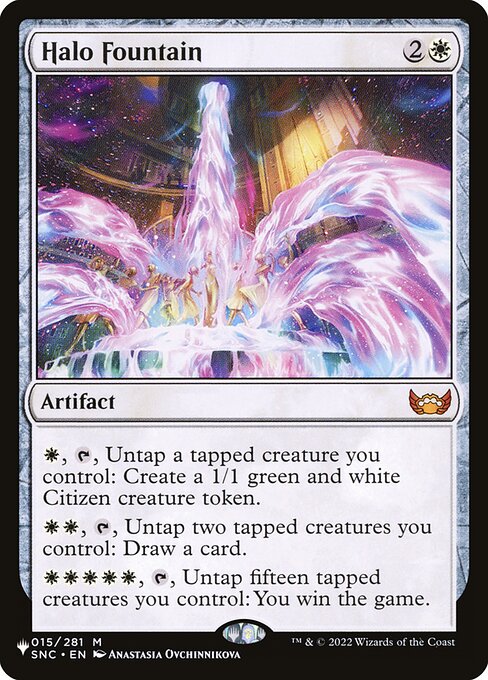 Halo Fountain 2
Artifact
, , Untap a tapped creature you
control: Create a 1/1 green and white
Citizen creature token.
, , Untap two tapped creatures you
control: Draw a card.
, , Untap fifteen tapped
creatures you control: You win the game.
015/281 M
SNC • EN Anastasia Ovchinnikova
™ & © 2022 Wizards of the Coast